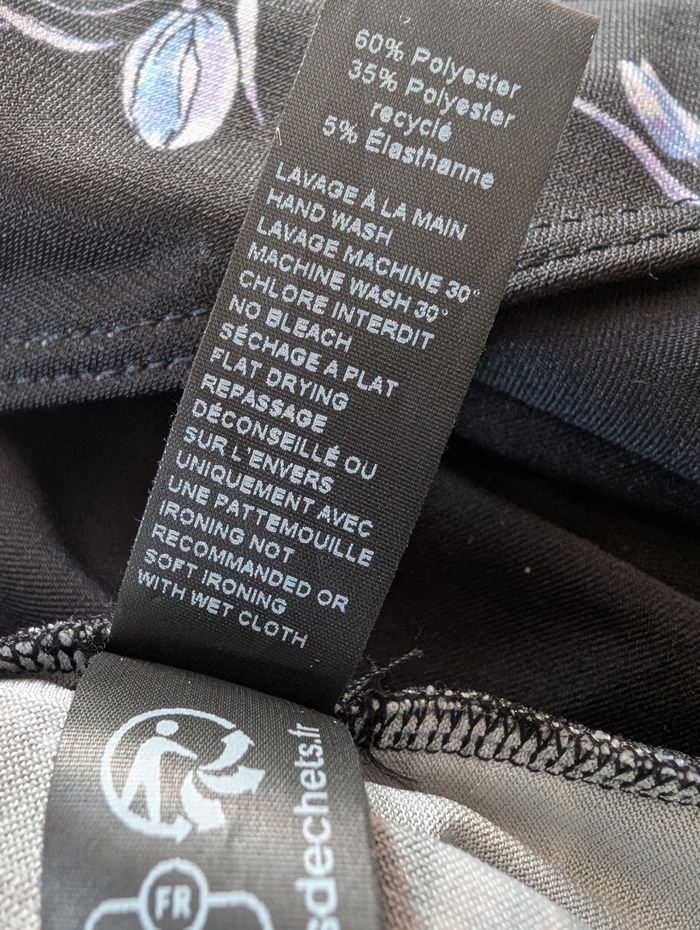 60% Polyester
35% Polyester
recyclé
5% Élasthanne
LAVAGE À LA MAIN
HAND WASH
LAVAGE MACHINE 30°
MACHINE WASH 30°
CHLORE INTERDIT
NO BLEACH
SÉCHAGE A PLAT
FLAT DRYING
REPASSAGE
DÉCONSEILLÉ OU
SUR L'ENVERS
UNIQUEMENT AVEC
UNE PATTEMOUILLE
IRONING NOT
RECOMMANDED OR
SOFT IRONING
WITH WET CLOTH
sdechets.fr
FR